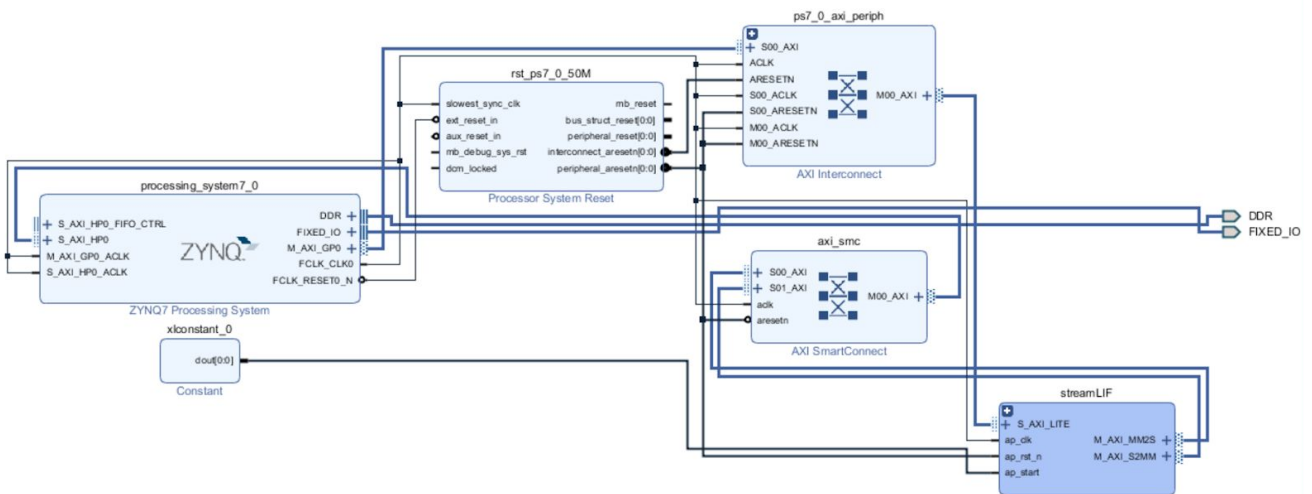 ps7_0_axi_periph
S00_AXI
ACLK
ARESETN
S00_ACLK
S00_ARESETN
M00_ACLK
M00_ARESETN
M00_AXI
AXI Interconnect
rst_ps7_0_50M
slowest_sync_clk
ext_reset_in
aux_reset_in
mb_debug_sys_rst
dcm_locked
mb_reset
bus_struct_reset[0:0]
peripheral_reset[0:0]
interconnect_aresetn[0:0]
peripheral_aresetn[0:0]
Processor System Reset
processing_system7_0
S_AXI_HP0_FIFO_CTRL
S_AXI_HP0
M_AXI_GP0_ACLK
S_AXI_HP0_ACLK
ZYNQ
DDR
FIXED_IO
M_AXI_GP0
FCLK_CLK0
FCLK_RESET0_N
ZYNQ7 Processing System
DDR
FIXED_IO
axi_smc
S00_AXI
S01_AXI
aclk
aresetn
M00_AXI
AXI SmartConnect
xlconstant_0
dout[0:0]
Constant
streamLIF
S_AXI_LITE
ap_clk
ap_rst_n
ap_start
M_AXI_MM2S
M_AXI_S2MM